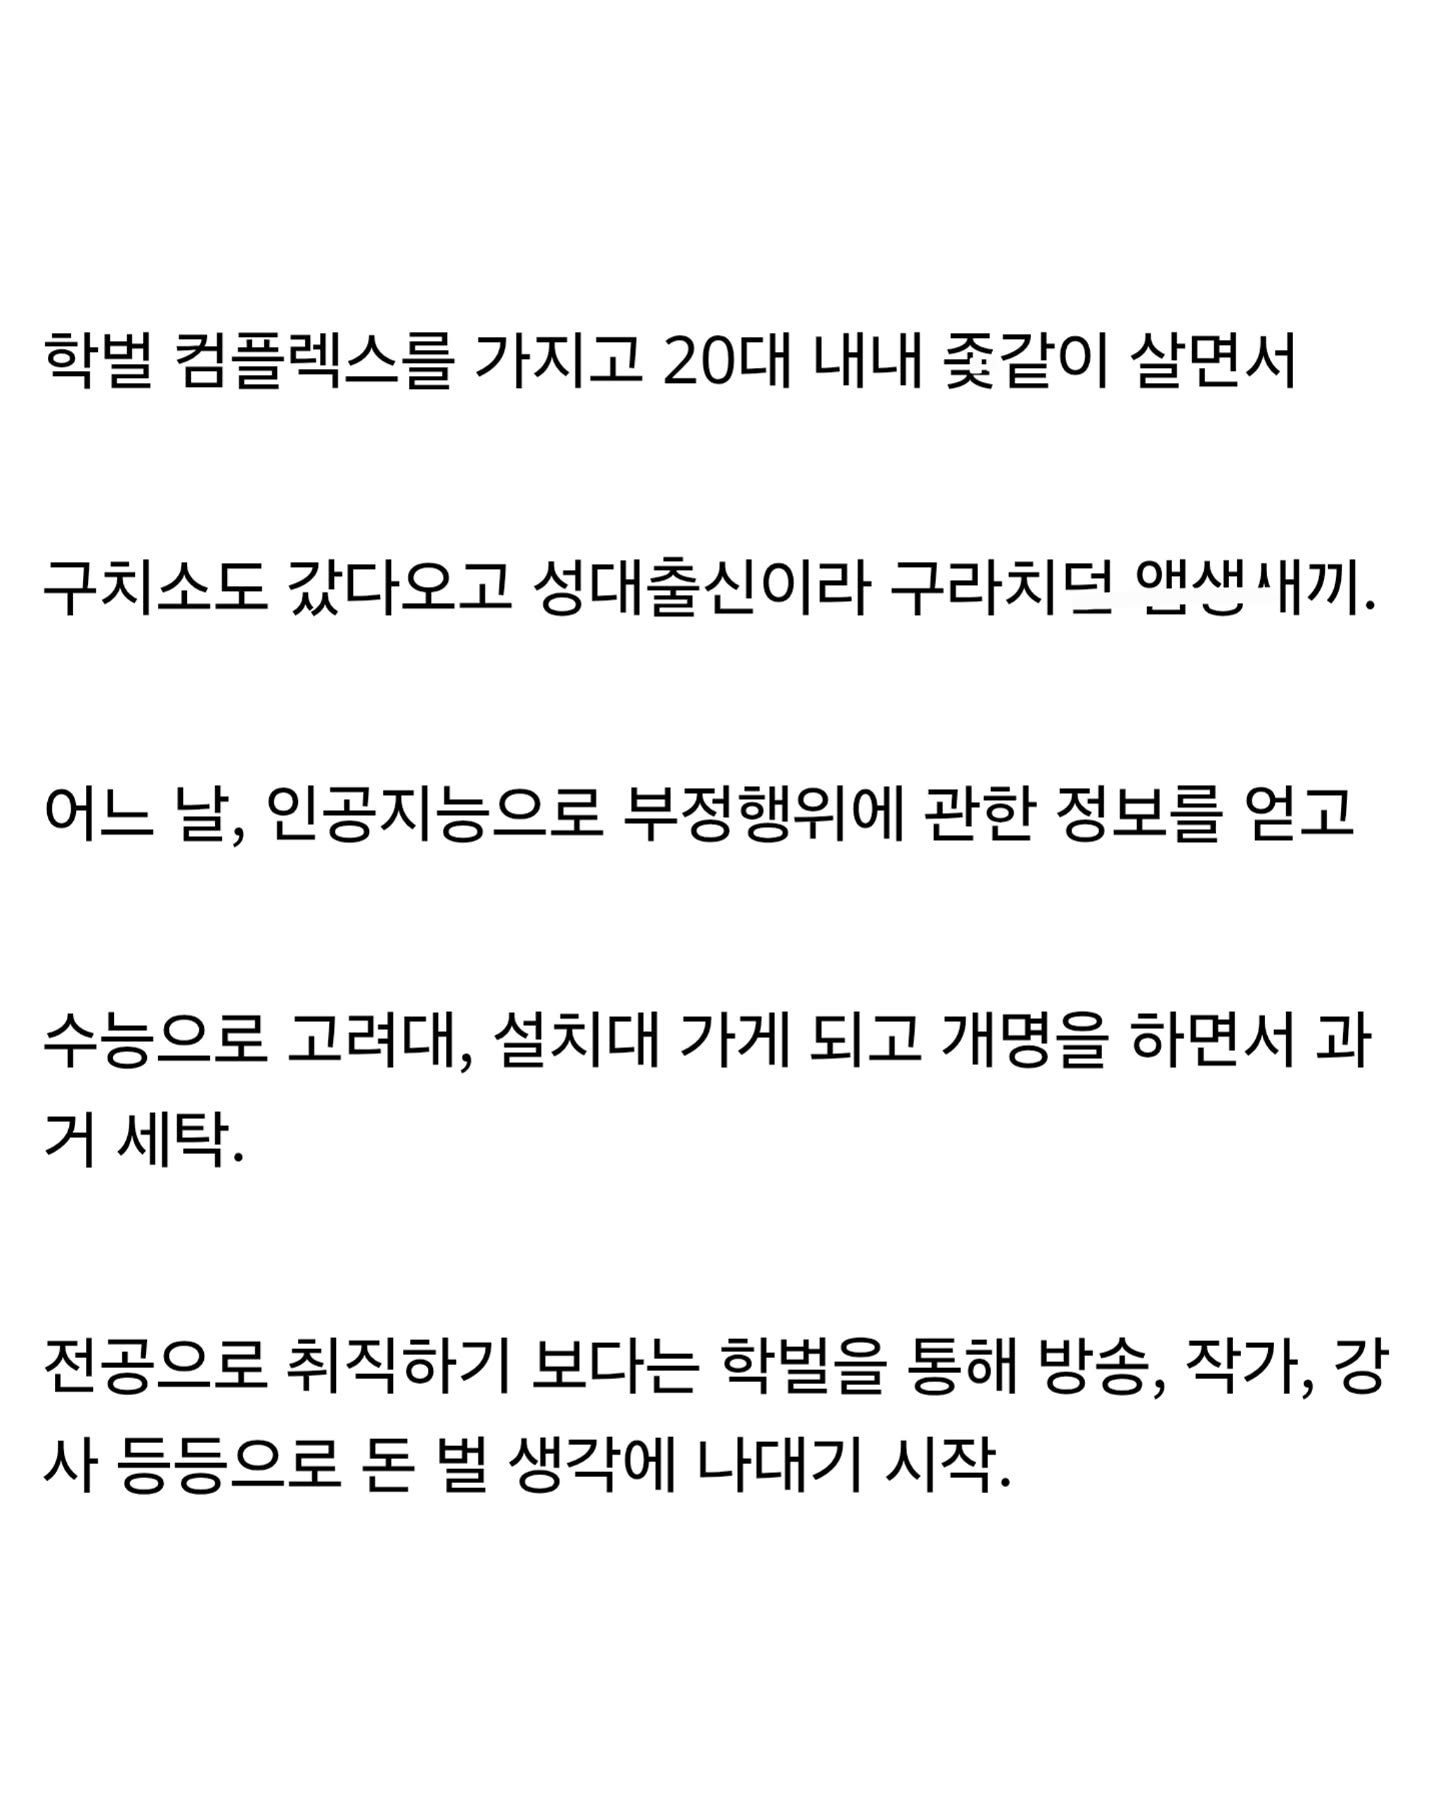 학벌 컴플렉스를 가지고 20대 내내 좆같이 살면서
구치소도 갔다오고 성대출신이라 구라치던 앰생새끼.
어느 날, 인공지능으로 부정행위에 관한 정보를 얻고
수능으로 고려대, 설치대 가게 되고 개명을 하면서 과
거 세탁.
전공으로 취직하기 보다는 학벌을 통해 방송, 작가, 강
사 등등으로 돈 벌 생각에 나대기 시작.